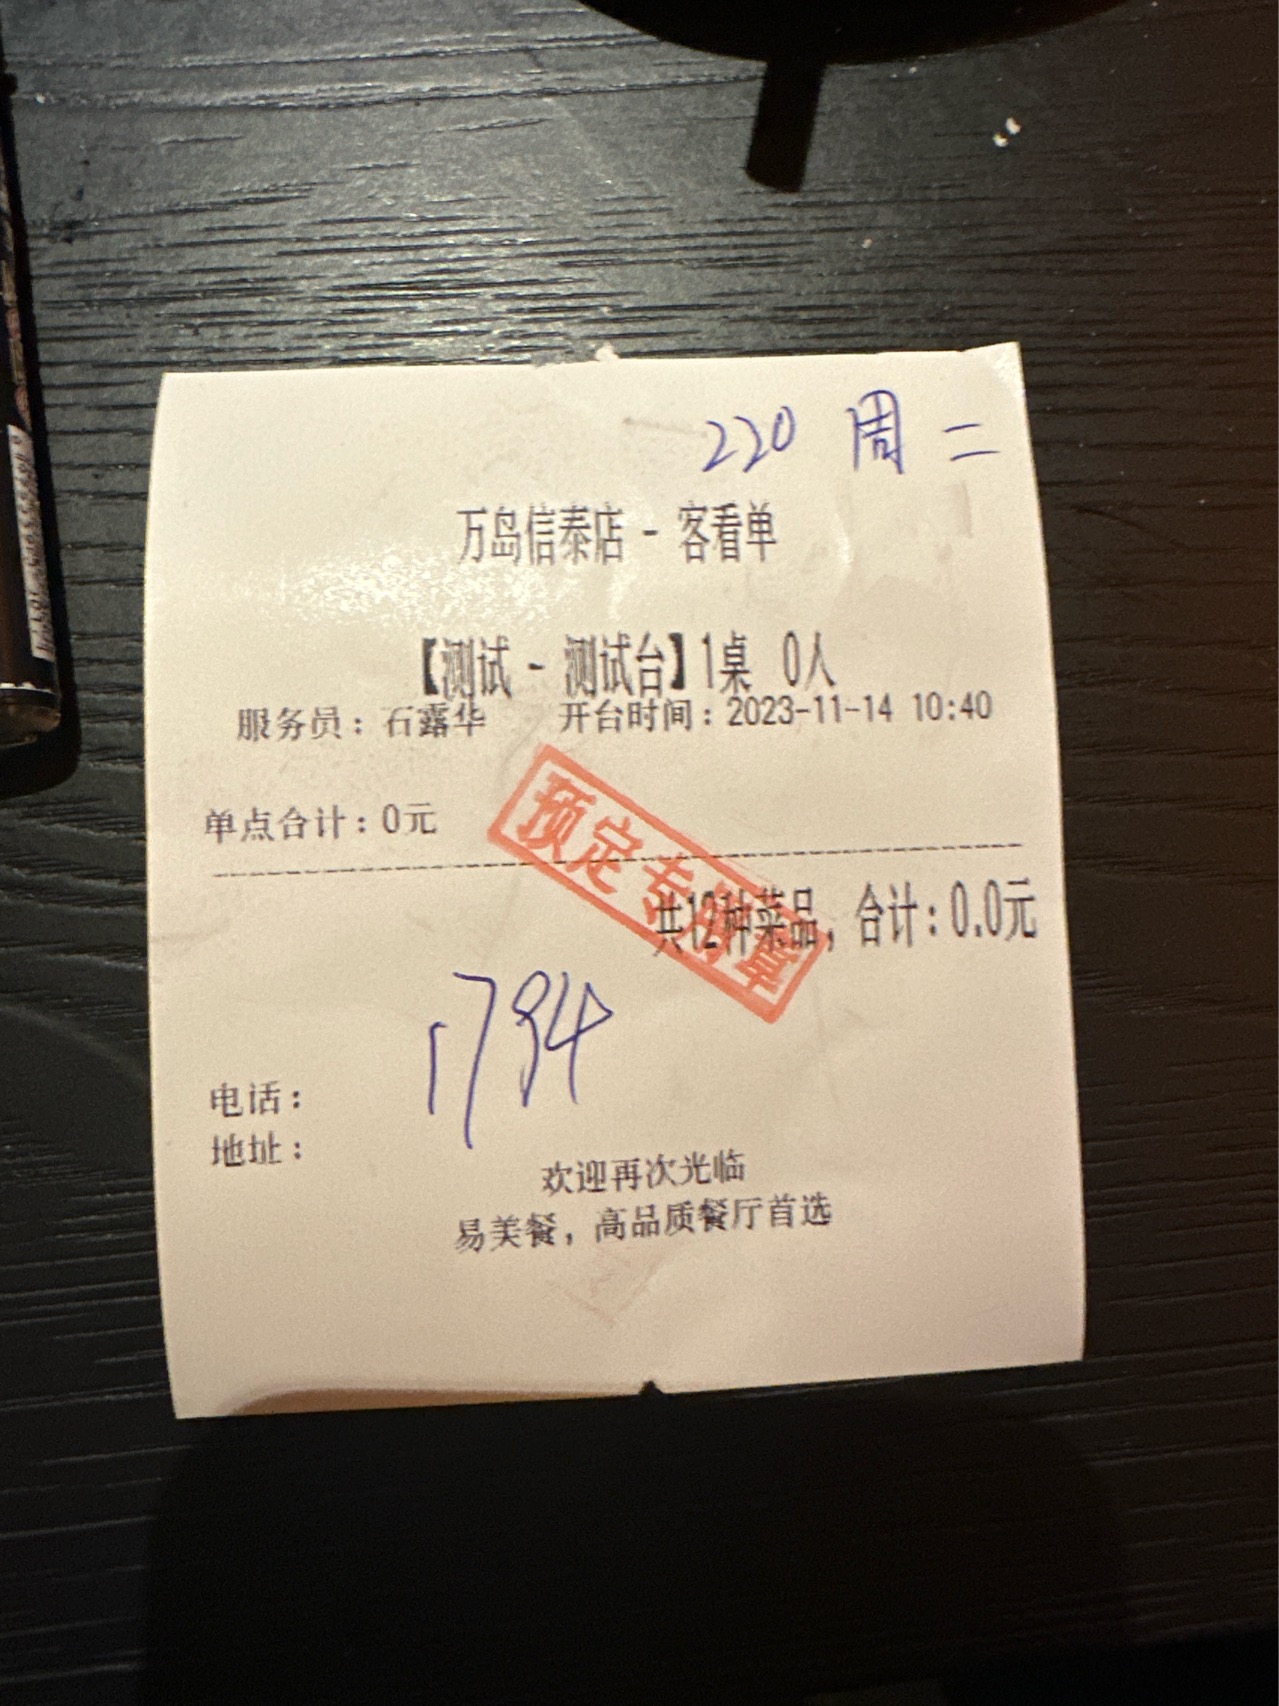 220 周二
万岛信泰店 - 客看单
【测试 - 测试台】1桌 0人
服务员：石露华 开台时间：2023-11-14 10:40
单点合计：0元
预定专用章
共12种菜品，合计：0.0元
1794
电话：
地址：
欢迎再次光临
易美餐，高品质餐厅首选